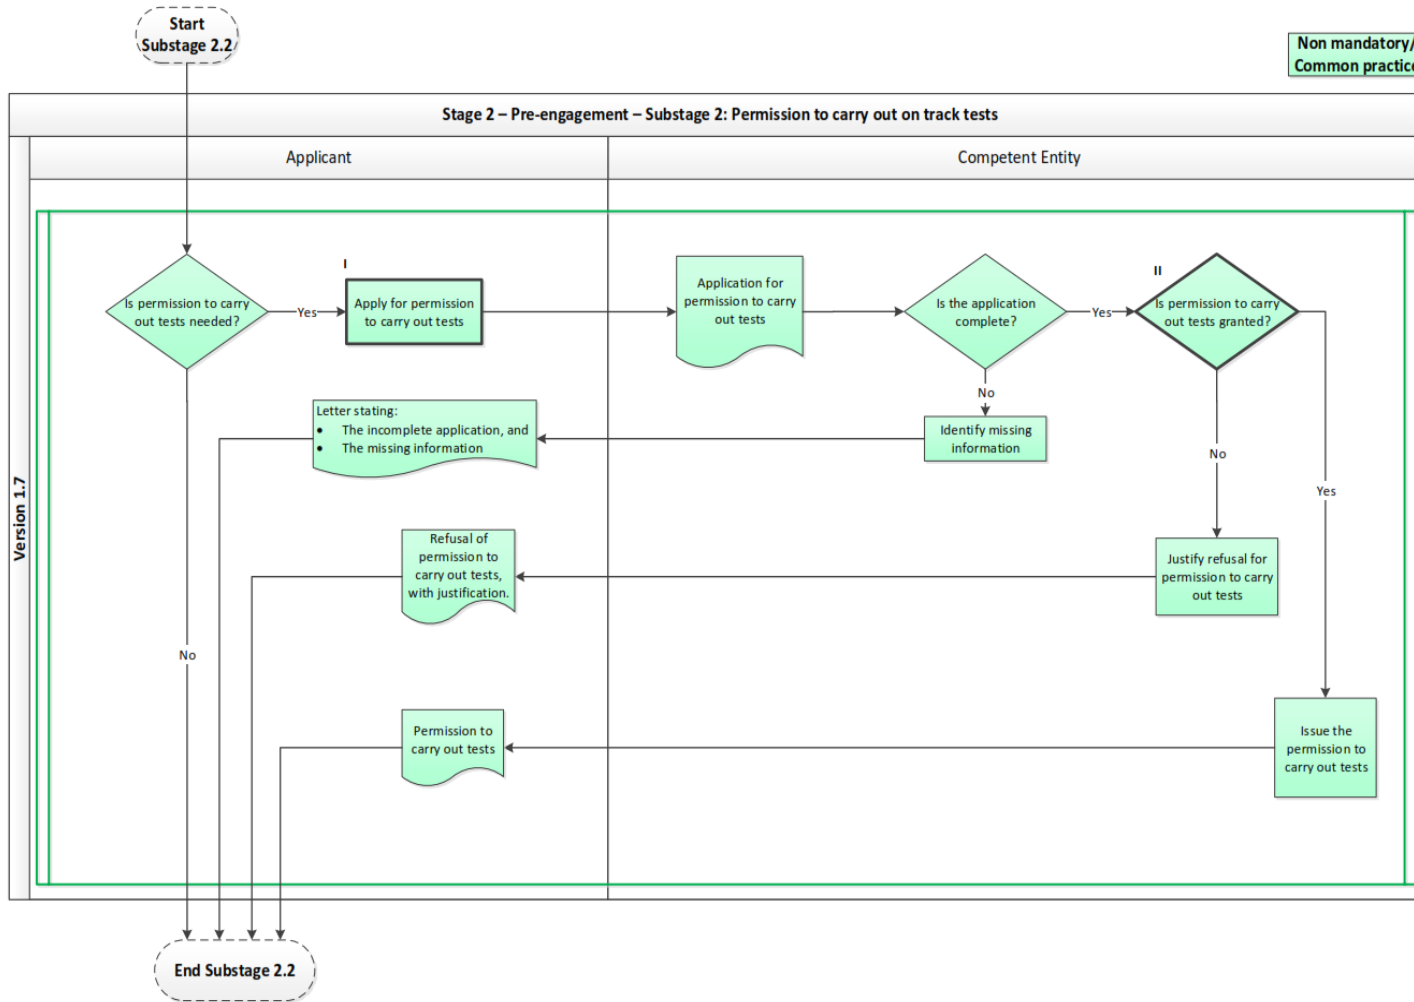 Start
Substage 2.2
Non mandatory/
Common practice
Stage 2 – Pre-engagement – Substage 2: Permission to carry out on track tests
Applicant
Competent Entity
Version 1.7
Is permission to carry
out tests needed?
Yes
I
Apply for permission
to carry out tests
Application for
permission to carry
out tests
Is the application
complete?
Yes
II
Is permission to carry
out tests granted?
No
Letter stating:
• The incomplete application, and
• The missing information
Identify missing
information
No
Yes
Refusal of
permission to
carry out tests,
with justification.
Justify refusal for
permission to carry
out tests
No
Permission to
carry out tests
Issue the
permission to
carry out tests
End Substage 2.2